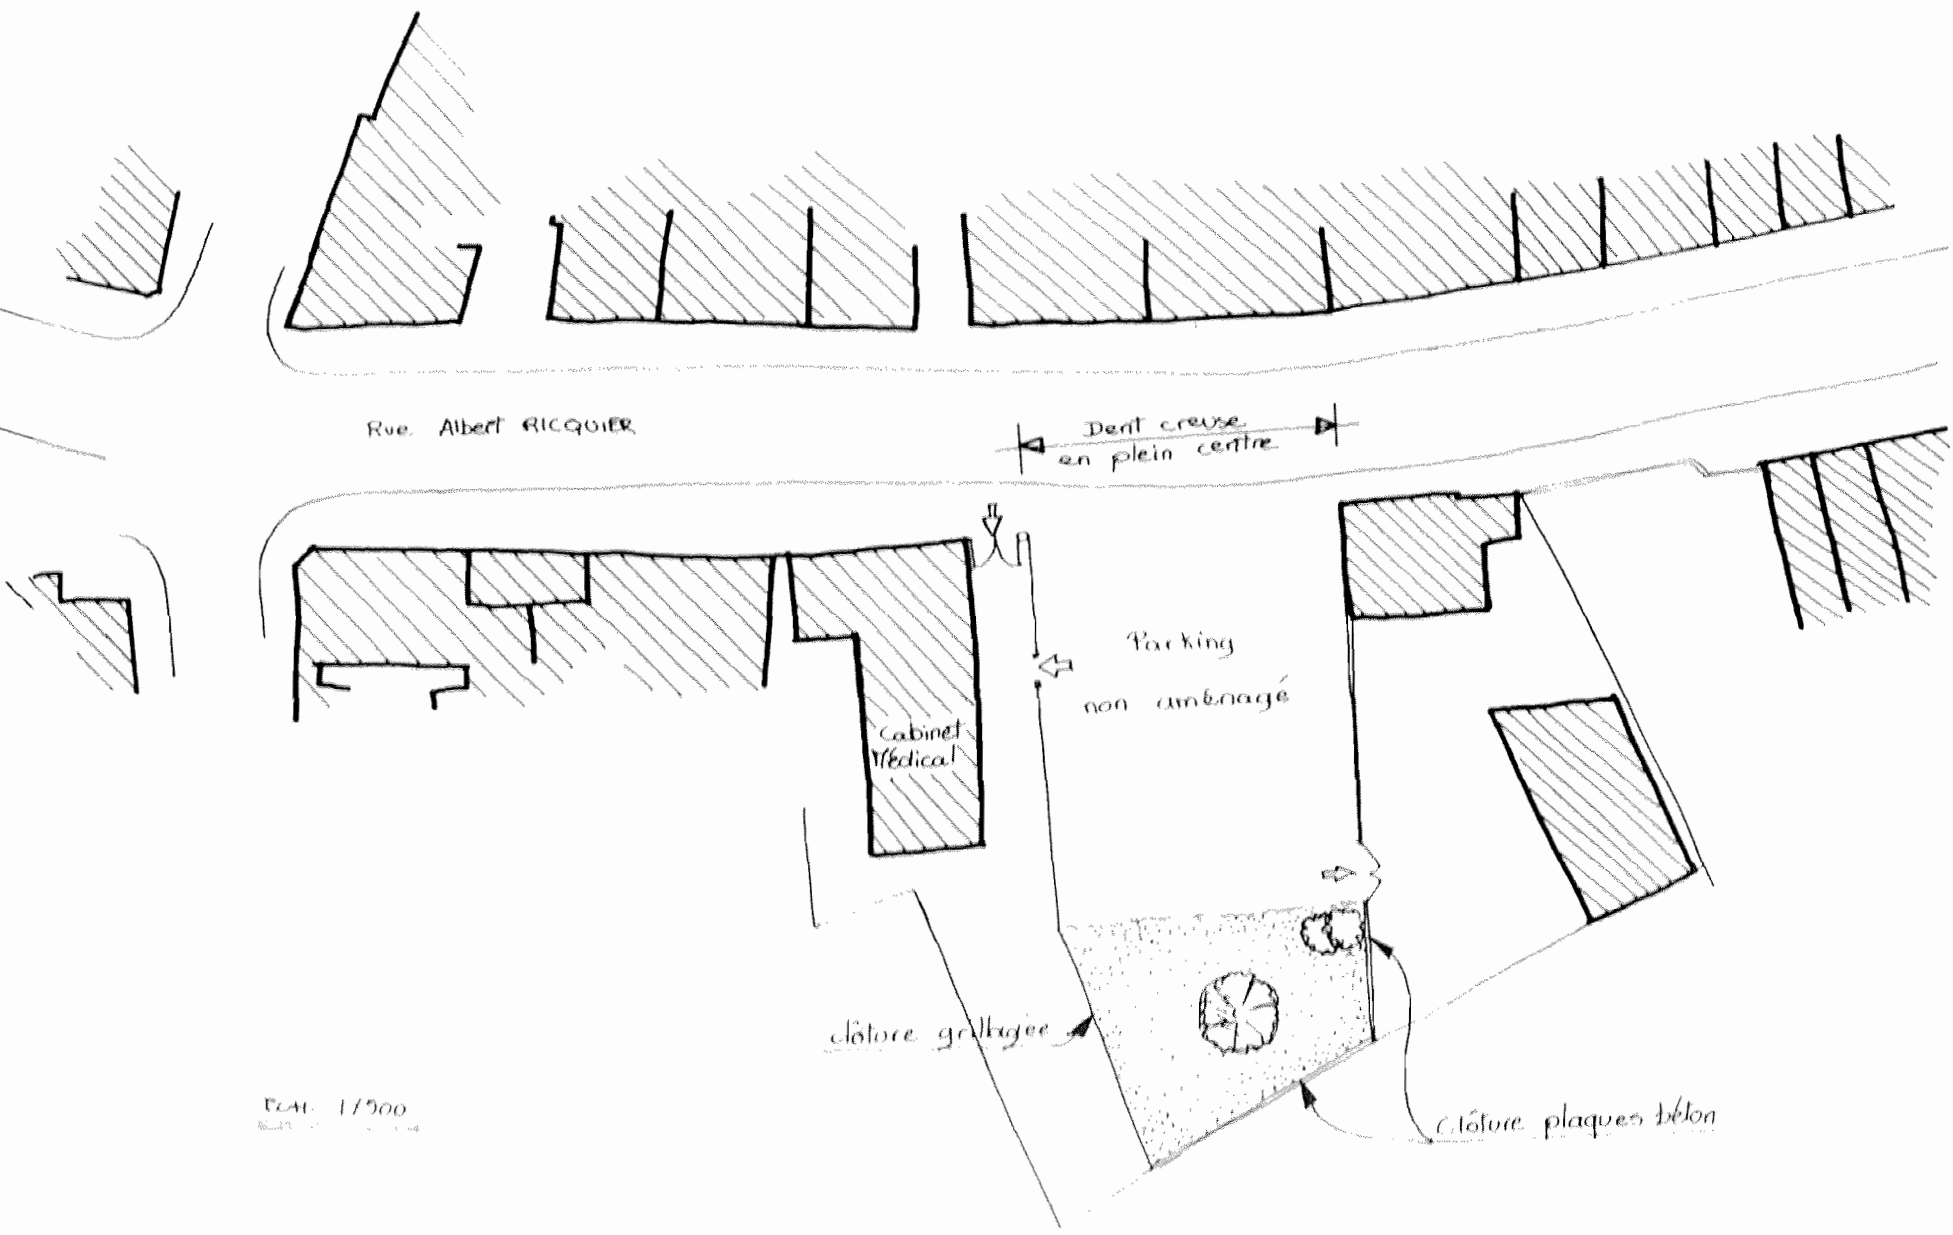 Rue Albert RICQUIER
Dent creuse
en plein centre
Parking
non aménagé
Cabinet
Médical
clôture grillagée
Clôture plaques béton
1/500